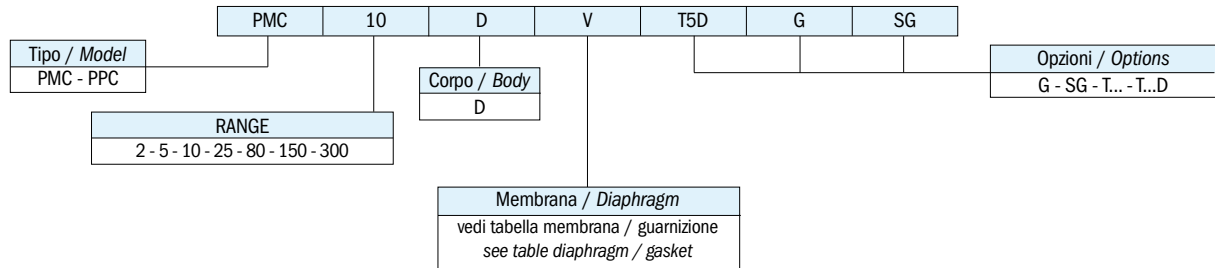 PMC 10 D V T5D G SG
Tipo / Model
PMC - PPC
Corpo / Body
D
Opzioni / Options
G - SG - T... - T...D
RANGE
2 - 5 - 10 - 25 - 80 - 150 - 300
Membrana / Diaphragm
vedi tabella membrana / guarnizione
see table diaphragm / gasket